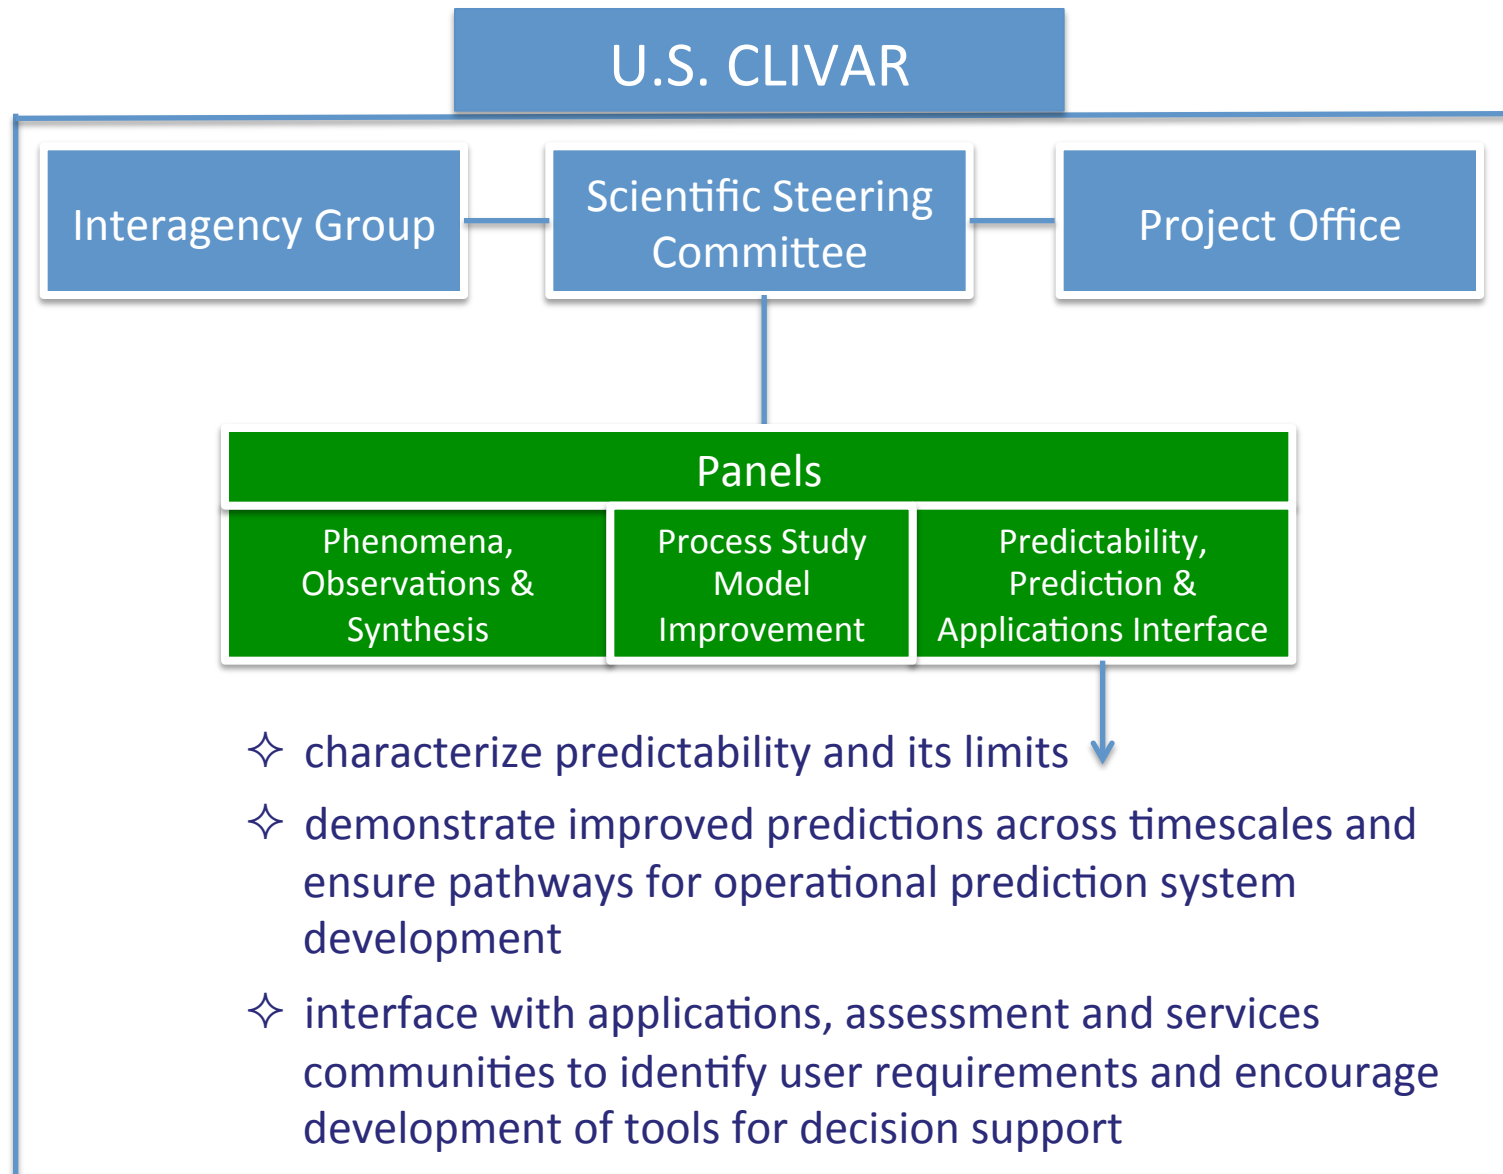 U.S. CLIVAR
Interagency Group
Scientific Steering
Committee
Project Office
Panels
Phenomena,
Observations &
Synthesis
Process Study
Model
Improvement
Predictability,
Prediction &
Applications Interface
✧ characterize predictability and its limits
✧ demonstrate improved predictions across timescales and
ensure pathways for operational prediction system
development
✧ interface with applications, assessment and services
communities to identify user requirements and encourage
development of tools for decision support